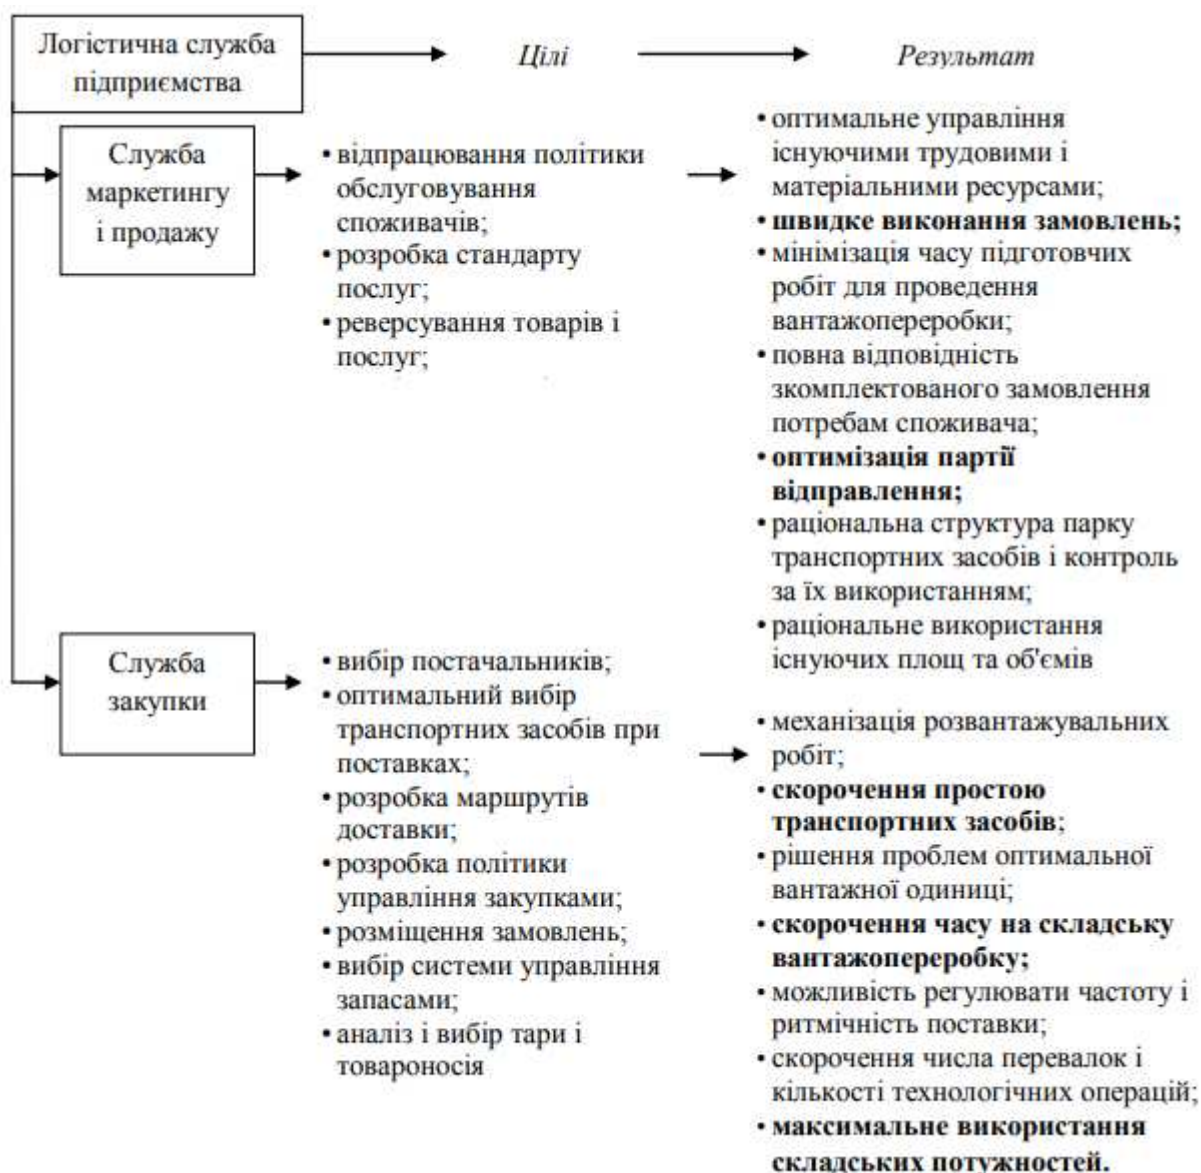 Логістична служба
підприємства
Цілі
Результат
Служба
маркетингу
і продажу
• відпрацювання політики
обслуговування
споживачів;
• розробка стандарту
послуг;
• реверсування товарів і
послуг;
• оптимальне управління
існуючими трудовими і
матеріальними ресурсами;
• швидке виконання замовлень;
• мінімізація часу підготовчих
робіт для проведення
вантажопереробки;
• повна відповідність
зкомплектованого замовлення
потребам споживача;
• оптимізація партії
відправлення;
• раціональна структура парку
транспортних засобів і контроль
за їх використанням;
• раціональне використання
існуючих площ та об'ємів
Служба
закупки
• вибір постачальників;
• оптимальний вибір
транспортних засобів при
поставках;
• розробка маршрутів
доставки;
• розробка політики
управління закупками;
• розміщення замовлень;
• вибір системи управління
запасами;
• аналіз і вибір тари і
товароносія
• механізація розвантажувальних
робіт;
• скорочення простою
транспортних засобів;
• рішення проблем оптимальної
вантажної одиниці;
• скорочення часу на складську
вантажопереробку;
• можливість регулювати частоту і
ритмічність поставки;
• скорочення числа перевалок і
кількості технологічних операцій;
• максимальне використання
складських потужностей.